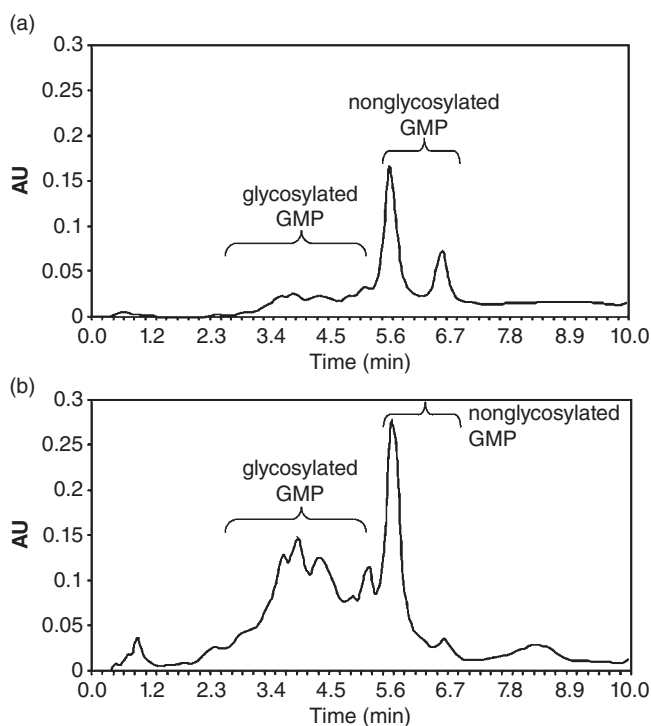 (a)
0.3
0.25
0.2
0.15
0.1
0.05
0
AU
nonglycosylated
GMP
glycosylated
GMP
0.0 1.2 2.3 3.4 4.5 5.6 6.7 7.8 8.9 10.0
Time (min)
(b)
0.3
0.25
0.2
0.15
0.1
0.05
0
AU
nonglycosylated
GMP
glycosylated
GMP
0.0 1.2 2.3 3.4 4.5 5.6 6.7 7.8 8.9 10.0
Time (min)